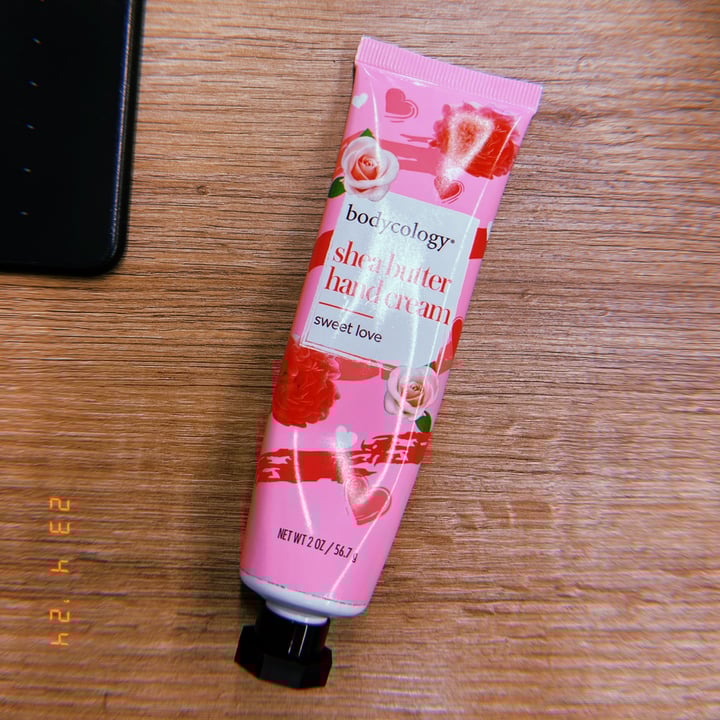 bodycology®
shea butter
hand cream
sweet love
NET WT 2 OZ / 56.7 g
23 4 '24